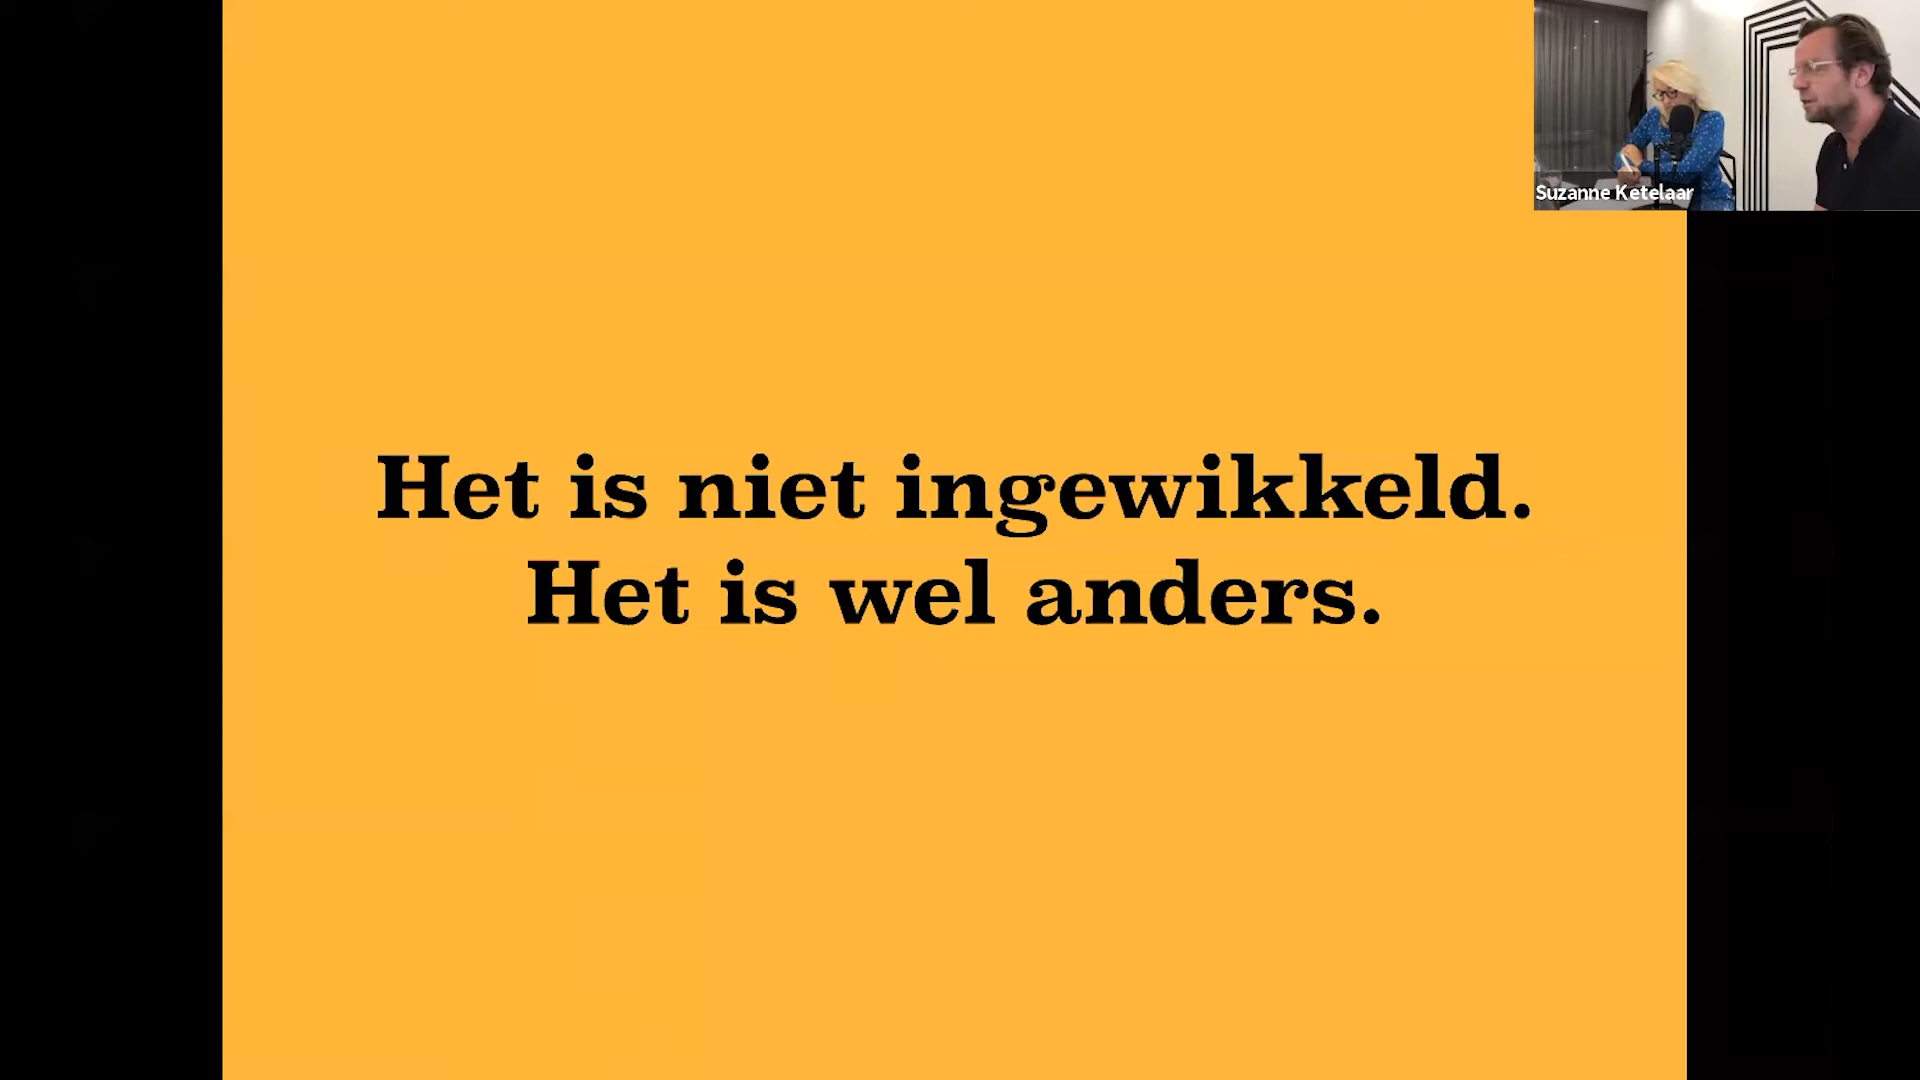 Suzanne Ketelaar
Het is niet ingewikkeld.
Het is wel anders.